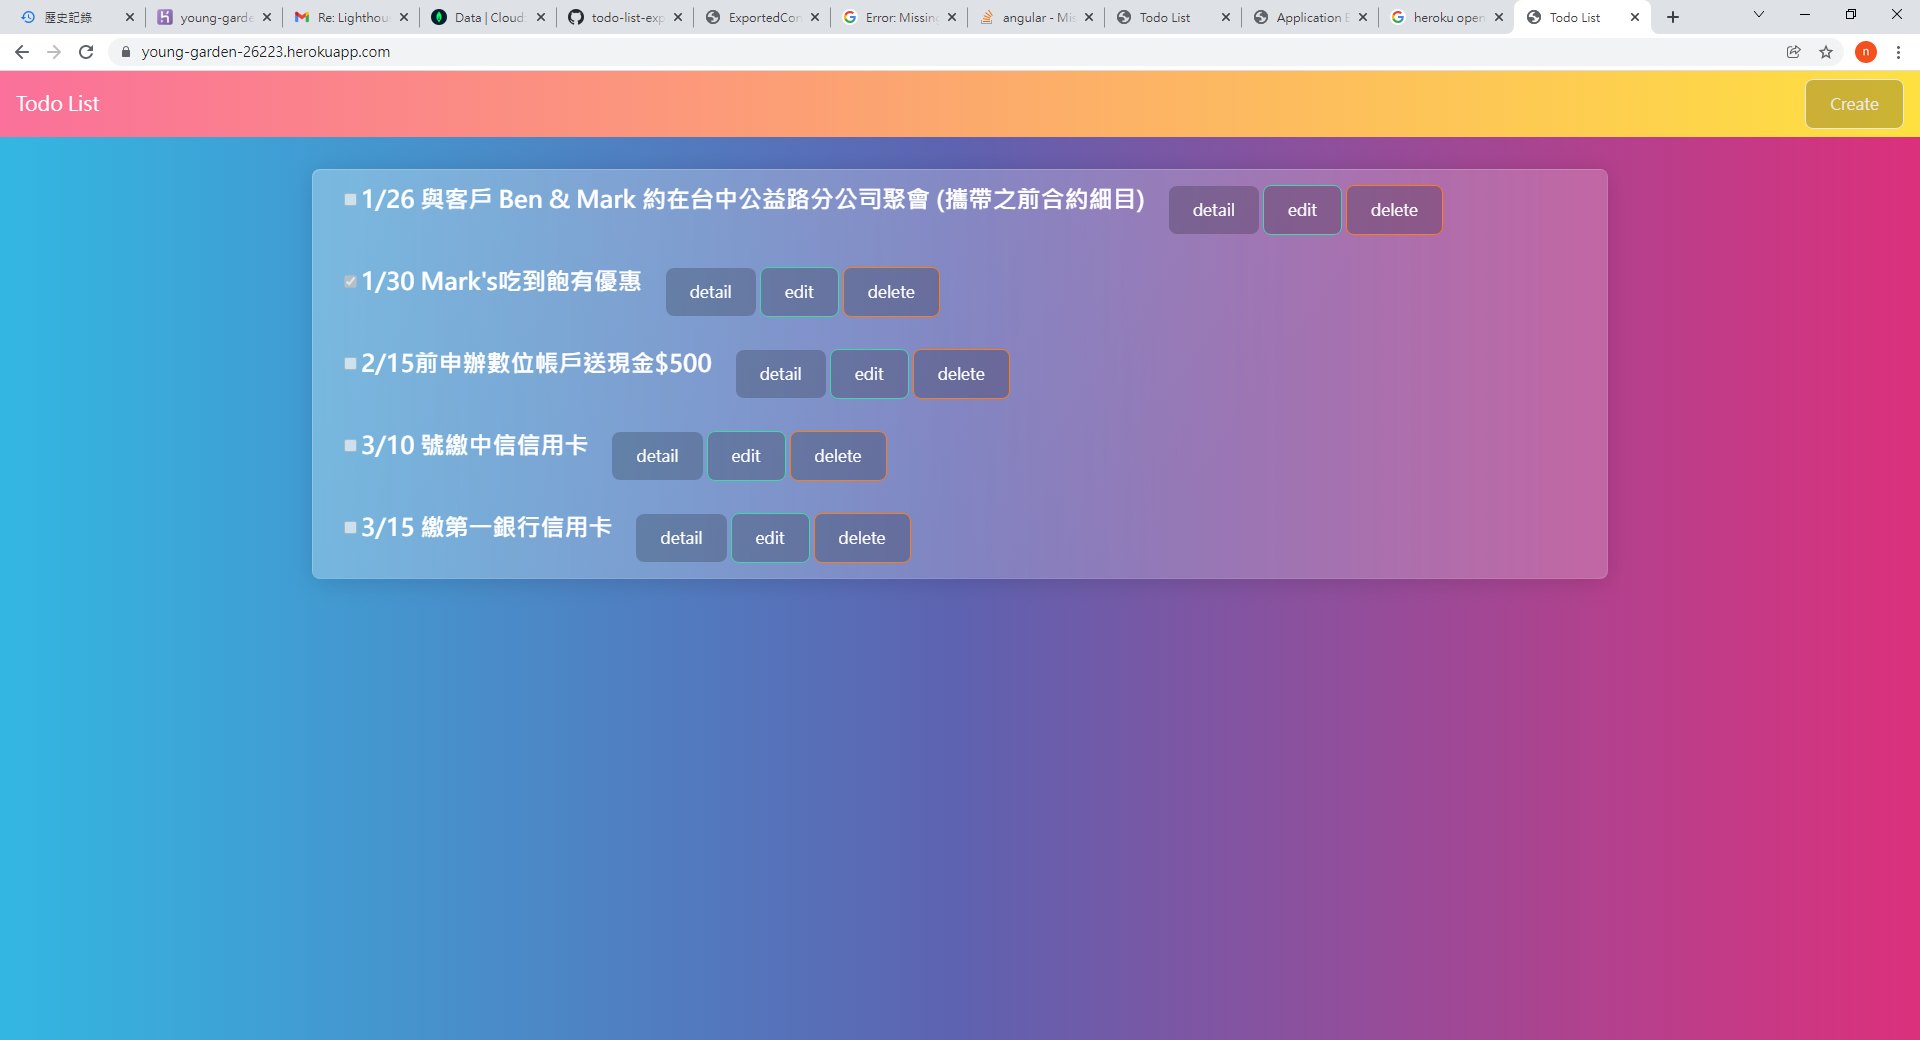 歷史記錄
young-garde
Re: Lighthou
Data | Cloud:
todo-list-exp
ExportedCor
Error: Missin
angular - Mis
Todo List
Application E
heroku open
Todo List
young-garden-26223.herokuapp.com
n
Todo List
Create
1/26 與客戶 Ben & Mark 約在台中公益路分公司聚會 (攜帶之前合約細目) detail edit delete
1/30 Mark's吃到飽有優惠 detail edit delete
2/15前申辦數位帳戶送現金$500 detail edit delete
3/10 號繳中信信用卡 detail edit delete
3/15 繳第一銀行信用卡 detail edit delete